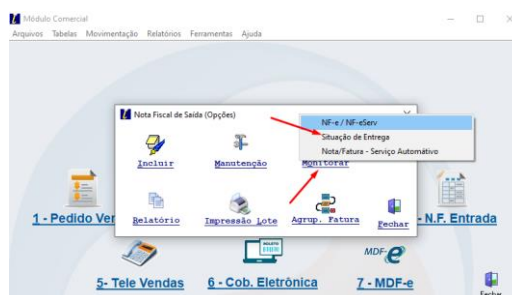 Módulo Comercial
Arquivos Tabelas Movimentação Relatórios Ferramentas Ajuda
Nota Fiscal de Saída (Opções)
NF-e / NF-eServ
Situação de Entrega
Nota/Fatura - Serviço Automático
Incluir Manutenção Monitorar
Relatório Impressão Lote Agrup. Fatura Fechar
1 - Pedido Ver
- N.F. Entrada
BOLETO
MDF-e
5- Tele Vendas 6 - Cob. Eletrônica 7 - MDF-e
Fechar